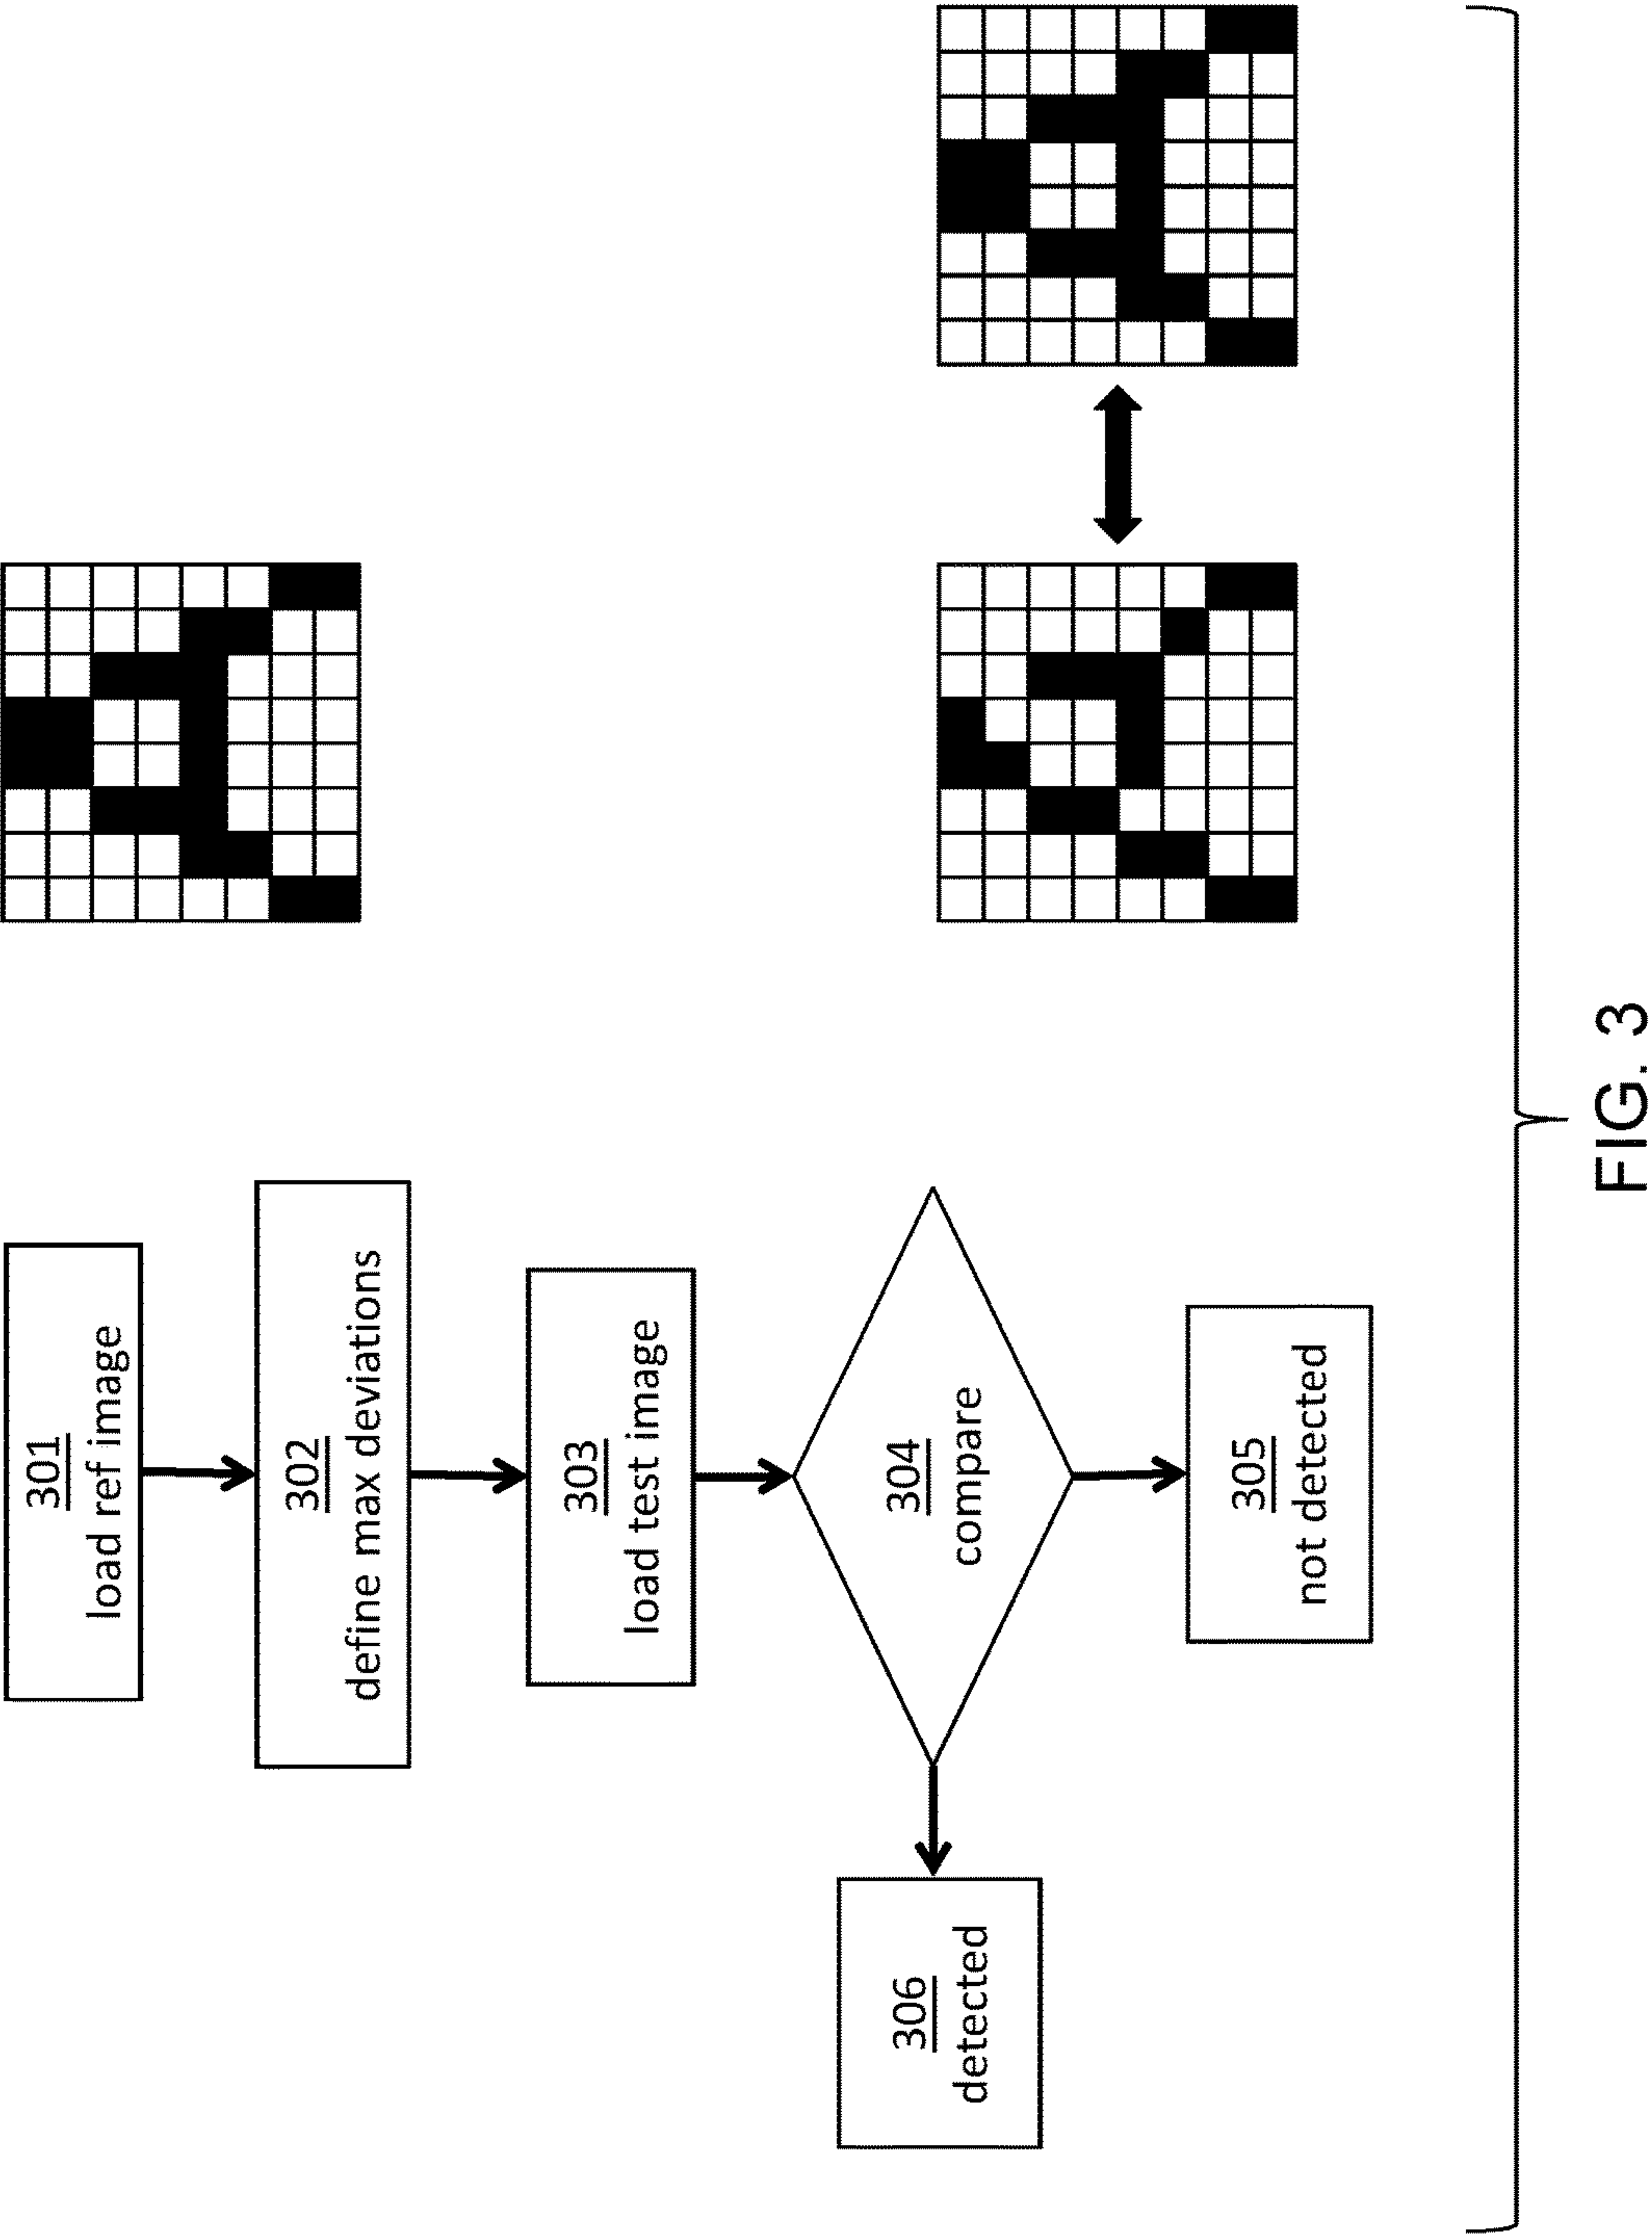 301
load ref image
302
define max deviations
303
load test image
304
compare
305
not detected
306
detected
FIG. 3